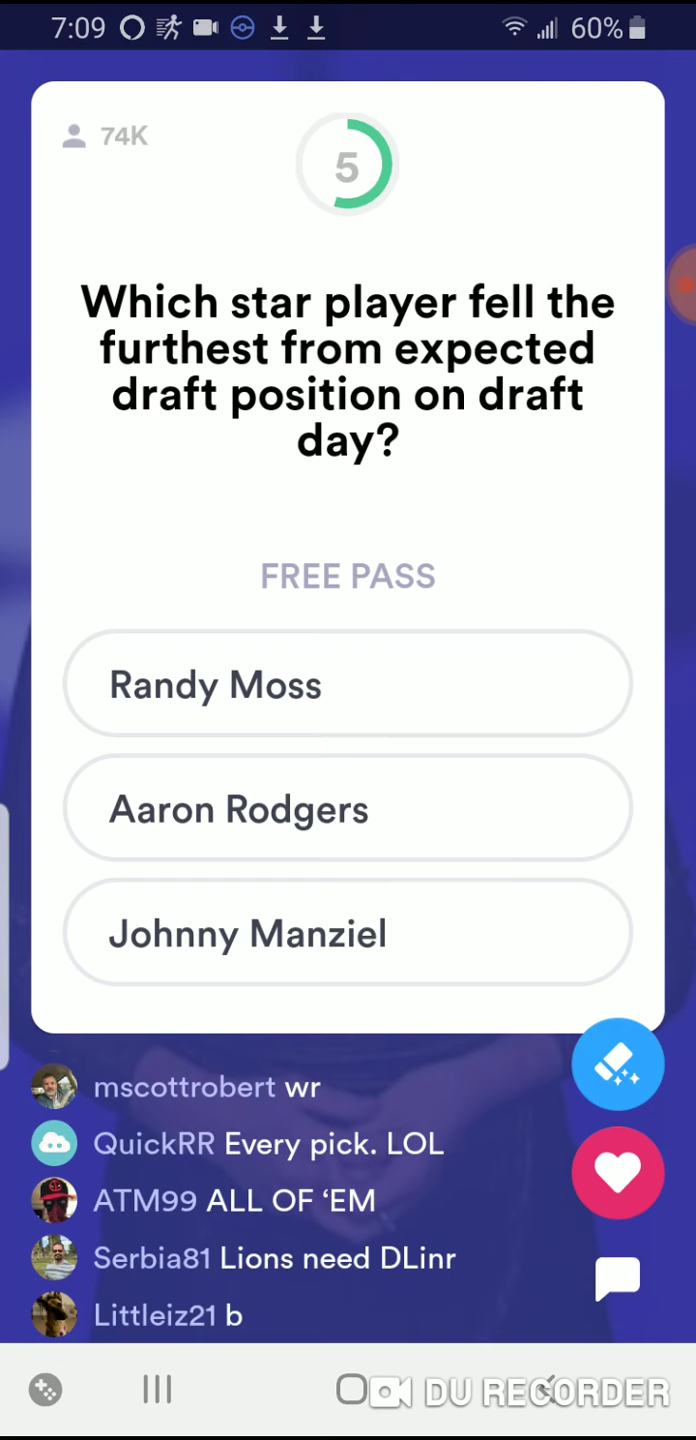 7:09 60%
74K
5
Which star player fell the
furthest from expected
draft position on draft
day?
FREE PASS
Randy Moss
Aaron Rodgers
Johnny Manziel
mscottrobert wr
QuickRR Every pick. LOL
ATM99 ALL OF ‘EM
Serbia81 Lions need DLinr
Littleiz21 b
DU RECORDER